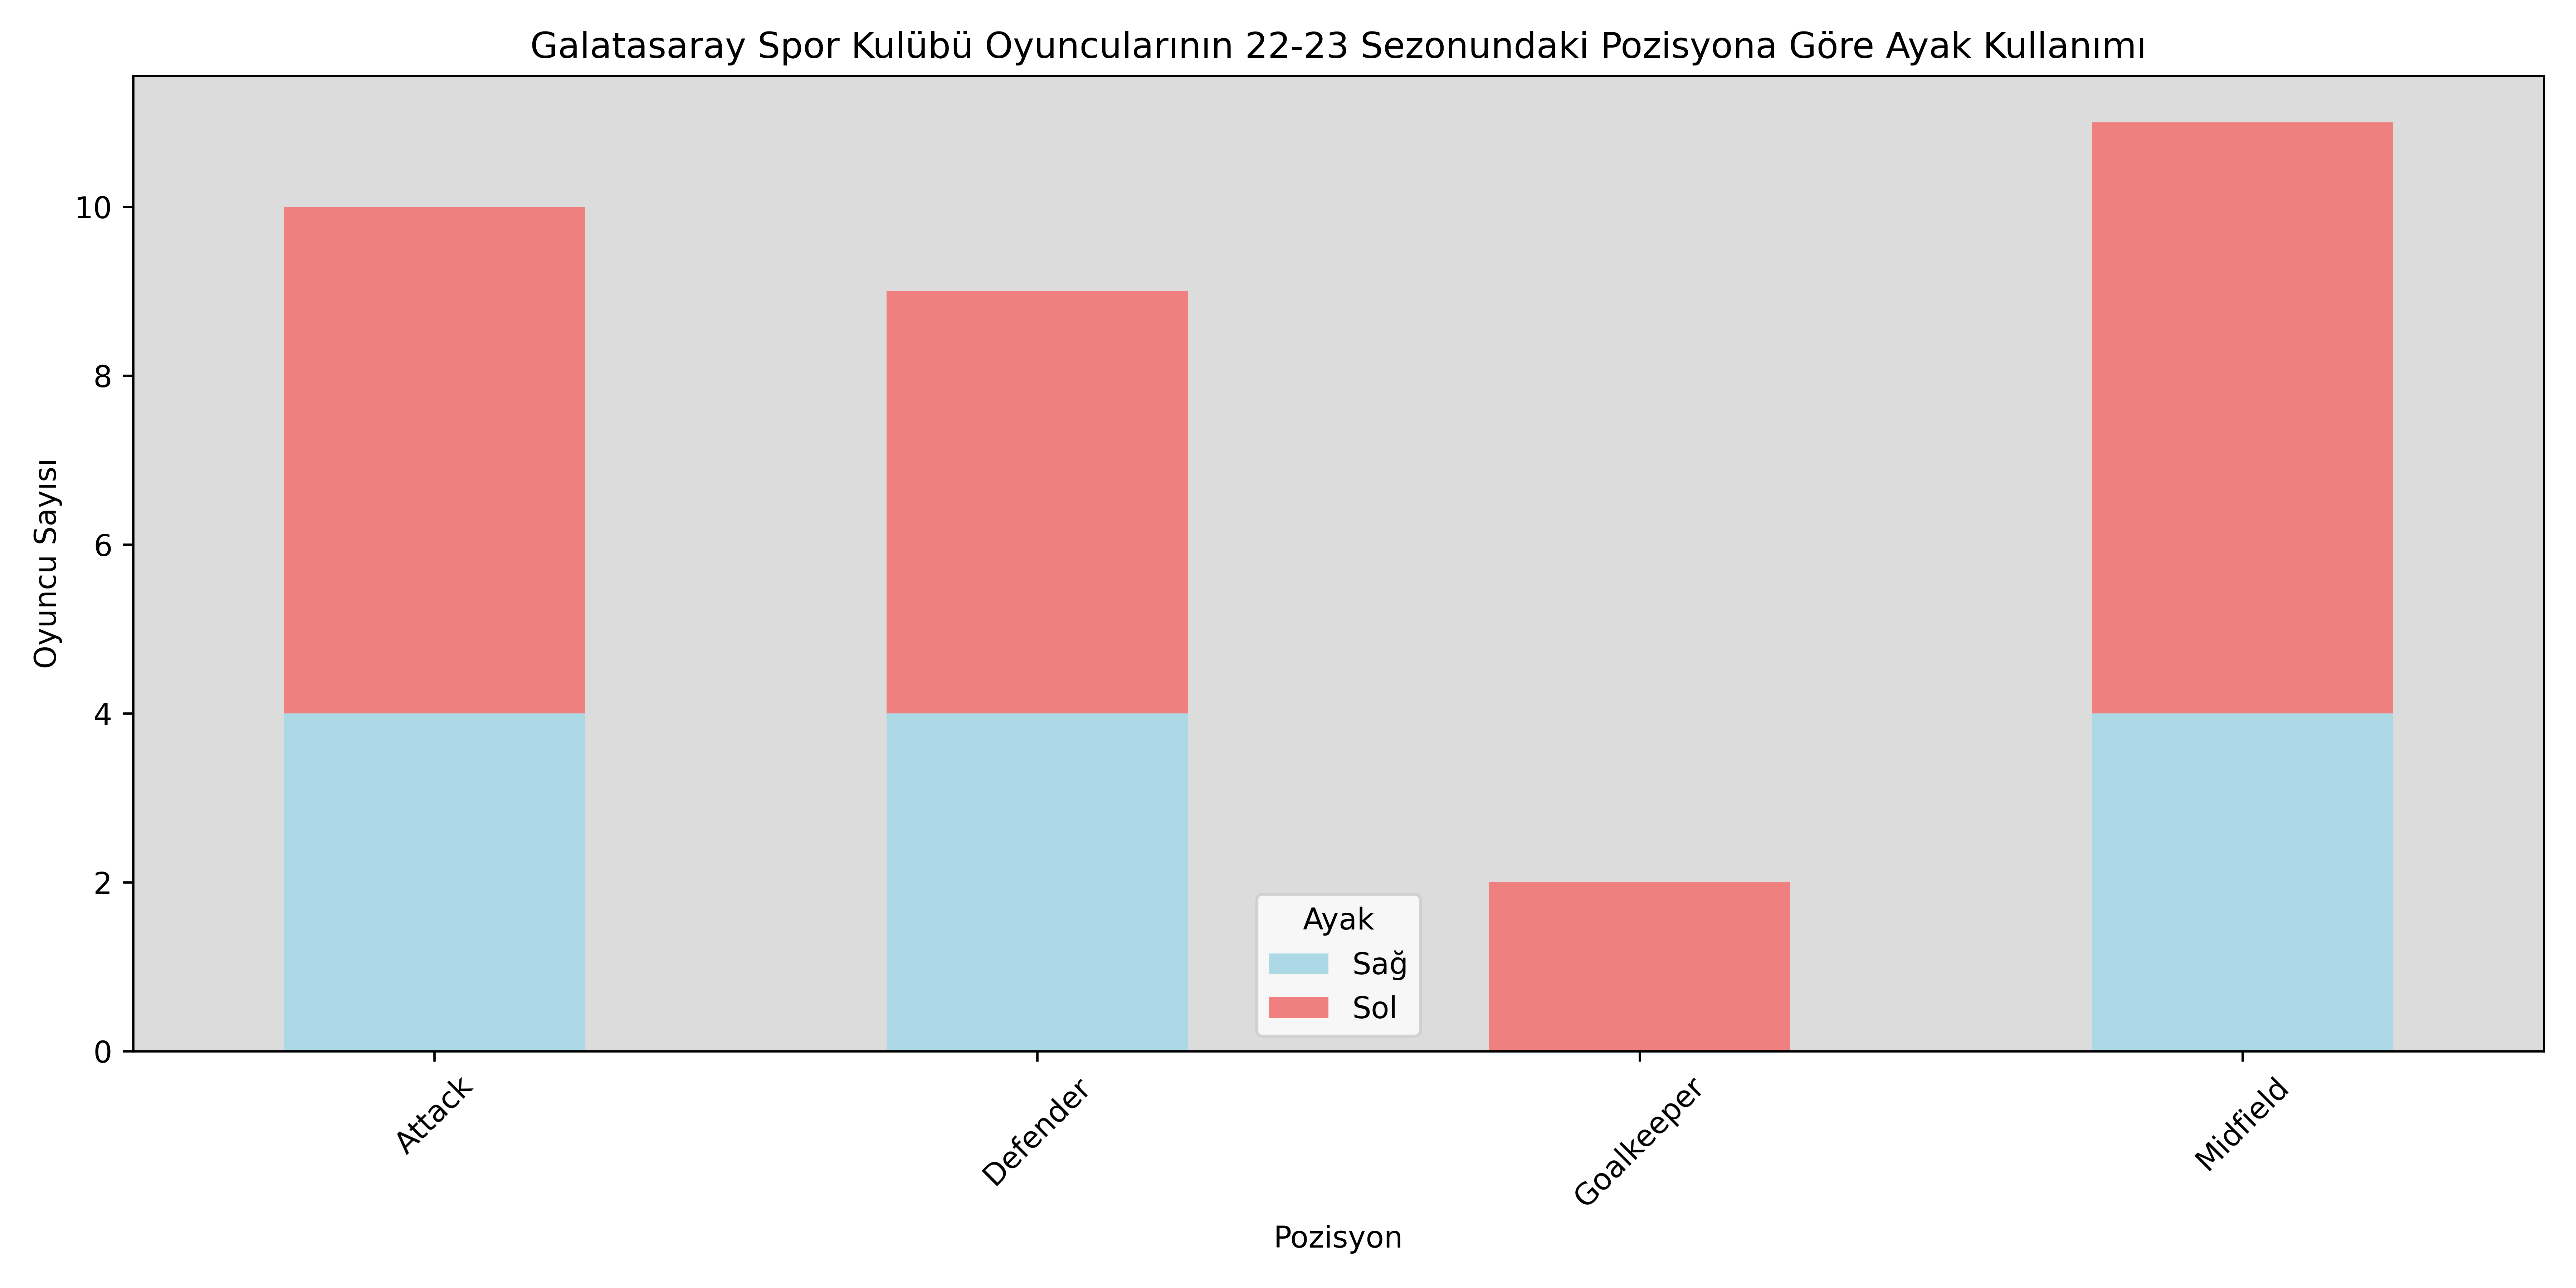 Galatasaray Spor Kulübü Oyuncularının 22-23 Sezonundaki Pozisyona Göre Ayak Kullanımı
Oyuncu Sayısı
10
8
6
4
2
0
Ayak
Sağ
Sol
Attack
Defender
Goalkeeper
Midfield
Pozisyon